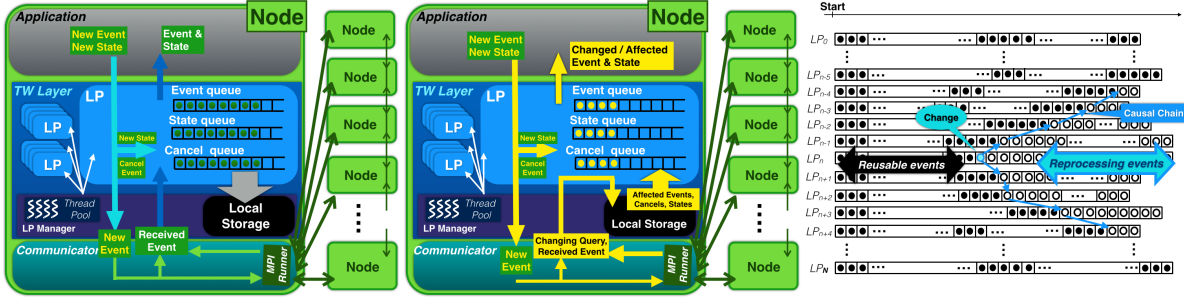 Application
Node
New Event
New State
Event &
State
TW Layer
LP
Event queue
State queue
Cancel queue
LP
LP
New State
Cancel
Event
Thread
Pool
LP Manager
Local
Storage
Communicator
New
Event
Received
Event
MPI
Runner
Node
Node
Node
Node
Node
Application
Node
New Event
New State
Changed / Affected
Event & State
TW Layer
LP
Event queue
State queue
Cancel queue
LP
LP
New State
Cancel
Event
Affected Events,
Cancels, States
Thread
Pool
LP Manager
Local Storage
Communicator
New
Event
Changing Query,
Received Event
MPI
Runner
Node
Node
Node
Node
Node
Start
LP0
LPn-5
LPn-4
LPn-3
LPn-2
LPn-1
LPn
LPn+1
LPn+2
LPn+3
LPn+4
LPN
Change
Causal Chain
Reusable events
Reprocessing events